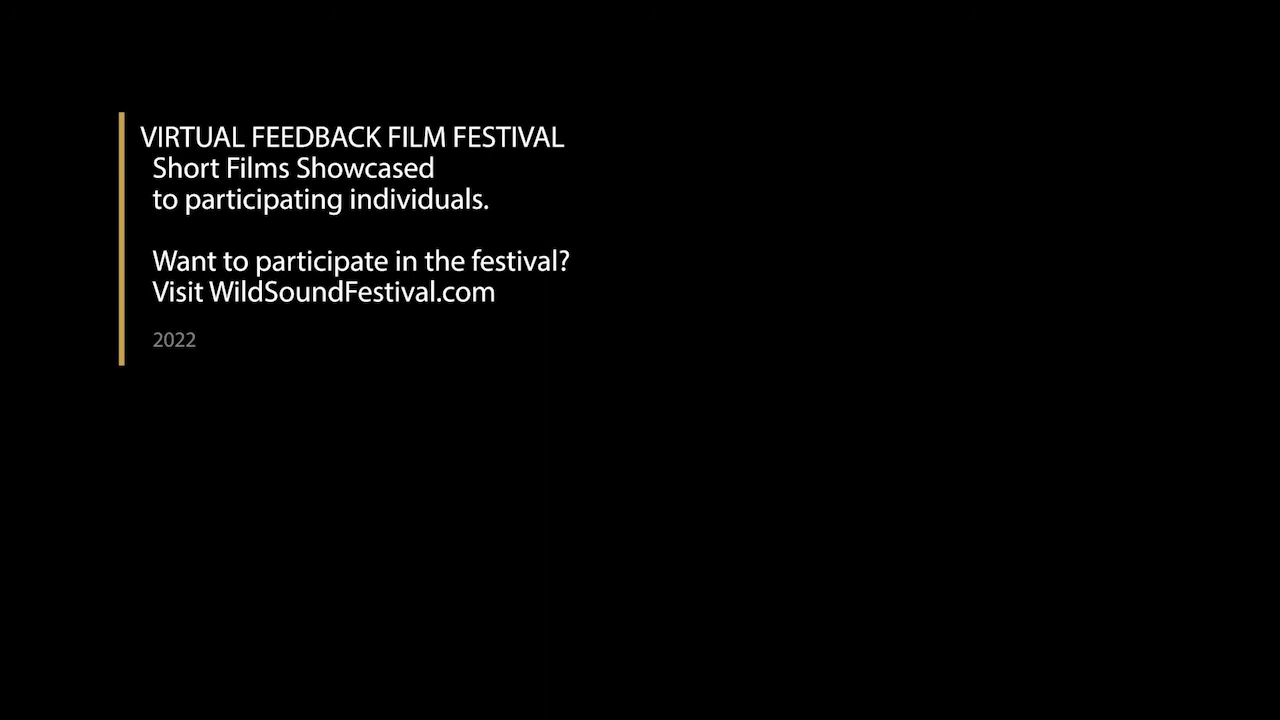 VIRTUAL FEEDBACK FILM FESTIVAL
Short Films Showcased
to participating individuals.
Want to participate in the festival?
Visit WildSoundFestival.com
2022